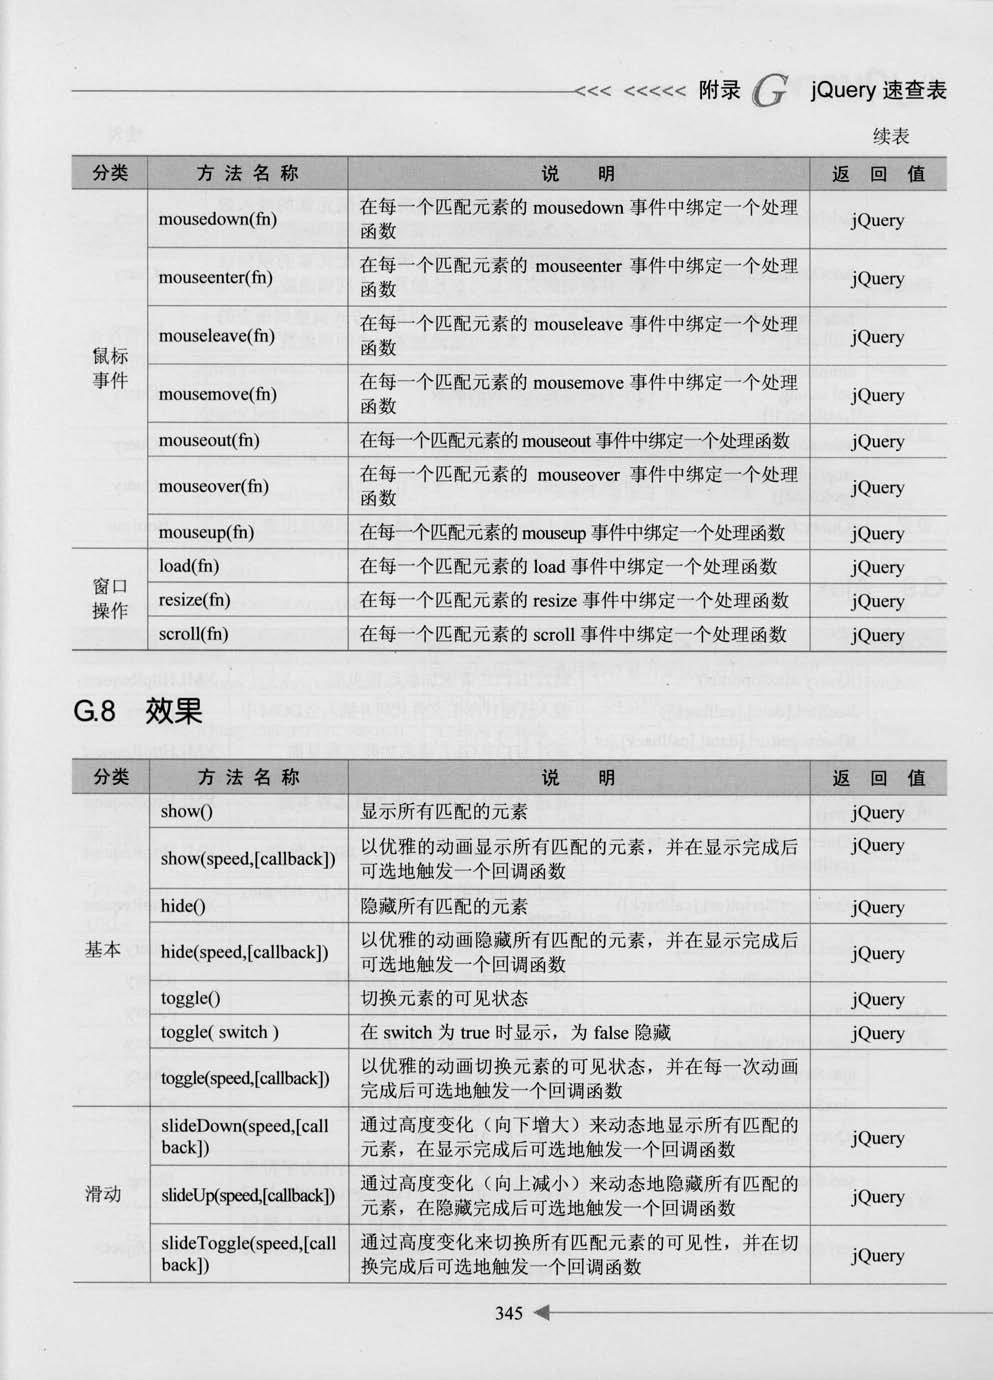 <<< <<<<< 附录 G jQuery 速查表
续表
分类 方法名称 说明 返回值
鼠标
事件
mousedown(fn) 在每一个匹配元素的 mousedown 事件中绑定一个处理
函数 jQuery
mouseenter(fn) 在每一个匹配元素的 mouseenter 事件中绑定一个处理
函数 jQuery
mouseleave(fn) 在每一个匹配元素的 mouseleave 事件中绑定一个处理
函数 jQuery
mousemove(fn) 在每一个匹配元素的 mousemove 事件中绑定一个处理
函数 jQuery
mouseout(fn) 在每一个匹配元素的 mouseout 事件中绑定一个处理函数 jQuery
mouseover(fn) 在每一个匹配元素的 mouseover 事件中绑定一个处理
函数 jQuery
mouseup(fn) 在每一个匹配元素的 mouseup 事件中绑定一个处理函数 jQuery
窗口
操作
load(fn) 在每一个匹配元素的 load 事件中绑定一个处理函数 jQuery
resize(fn) 在每一个匹配元素的 resize 事件中绑定一个处理函数 jQuery
scroll(fn) 在每一个匹配元素的 scroll 事件中绑定一个处理函数 jQuery
G.8 效果
分类 方法名称 说明 返回值
基本
show() 显示所有匹配的元素 jQuery
show(speed,[callback]) 以优雅的动画显示所有匹配的元素，并在显示完成后
可选地触发一个回调函数 jQuery
hide() 隐藏所有匹配的元素 jQuery
hide(speed,[callback]) 以优雅的动画隐藏所有匹配的元素，并在显示完成后
可选地触发一个回调函数 jQuery
toggle() 切换元素的可见状态 jQuery
toggle( switch ) 在 switch 为 true 时显示，为 false 隐藏 jQuery
toggle(speed,[callback]) 以优雅的动画切换元素的可见状态，并在每一次动画
完成后可选地触发一个回调函数
滑动
slideDown(speed,[call 通过高度变化（向下增大）来动态地显示所有匹配的
back]) 元素，在显示完成后可选地触发一个回调函数 jQuery
slideUp(speed,[callback]) 通过高度变化（向上减小）来动态地隐藏所有匹配的
元素，在隐藏完成后可选地触发一个回调函数 jQuery
slideToggle(speed,[call 通过高度变化来切换所有匹配元素的可见性，并在切
back]) 换完成后可选地触发一个回调函数 jQuery
345